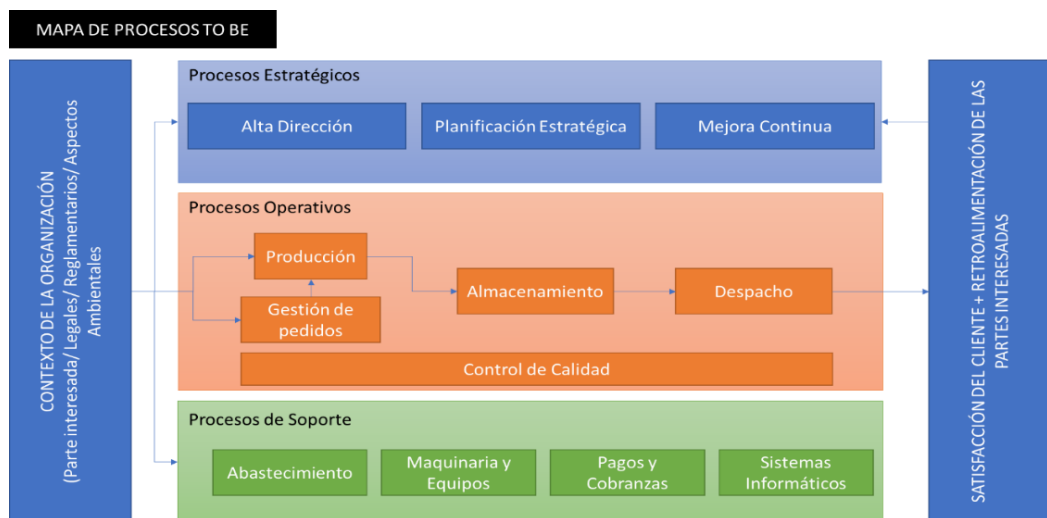 MAPA DE PROCESOS TO BE
CONTEXTO DE LA ORGANIZACIÓN
(Parte interesada/ Legales/ Reglamentarios/ Aspectos
Ambientales
Procesos Estratégicos
Alta Dirección
Planificación Estratégica
Mejora Continua
Procesos Operativos
Producción
Gestión de
pedidos
Almacenamiento
Despacho
Control de Calidad
Procesos de Soporte
Abastecimiento
Maquinaria y
Equipos
Pagos y
Cobranzas
Sistemas
Informáticos
SATISFACCIÓN DEL CLIENTE + RETROALIMENTACIÓN DE LAS
PARTES INTERESADAS